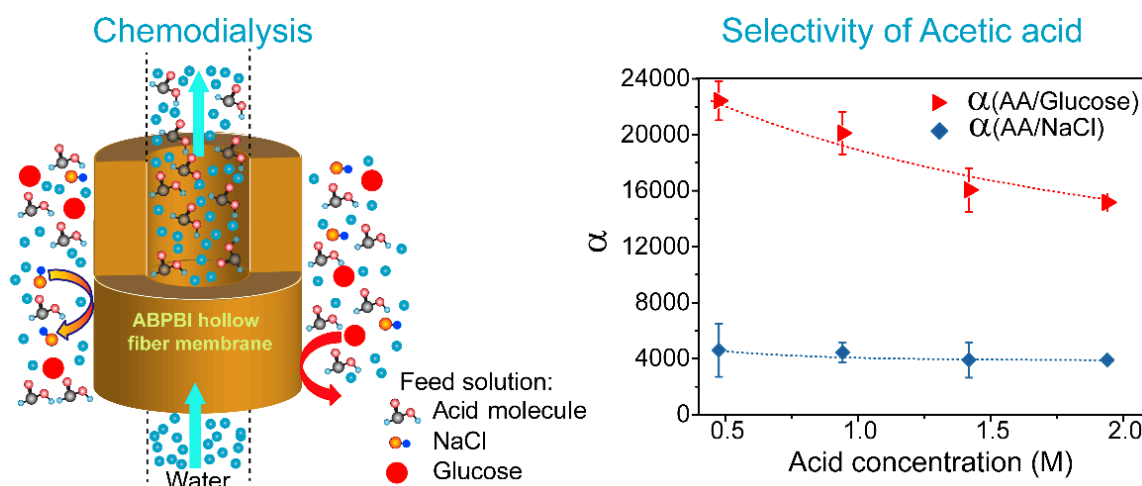 Chemodialysis
ABPBI hollow
fiber membrane
Feed solution:
Acid molecule
NaCl
Glucose
Water
Selectivity of Acetic acid
24000
20000
16000
12000
8000
4000
0
α
α(AA/Glucose)
α(AA/NaCl)
0.5
1.0
1.5
2.0
Acid concentration (M)